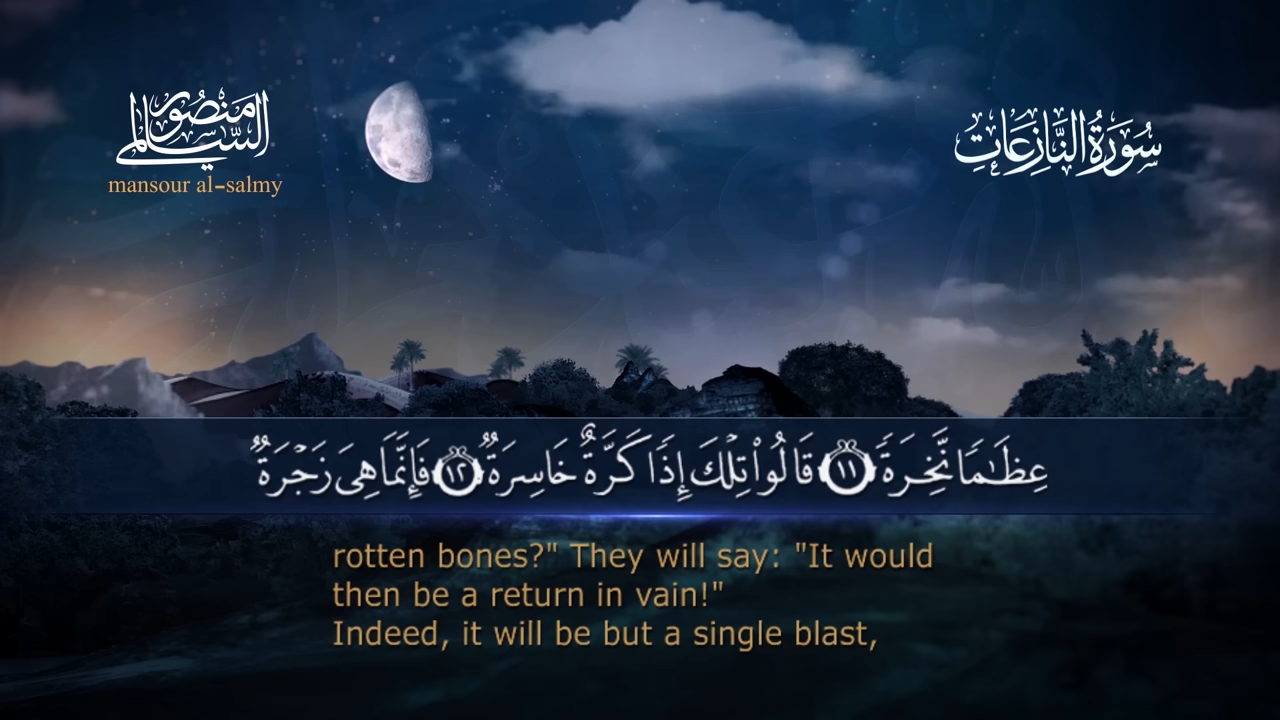 المنصور السالمي
mansour al-salmy
سُورَةُ النَّازِعَاتِ
عِظَٰمًا نَّخِرَةً ١١ قَالُوا۟ تِلْكَ إِذًا كَرَّةٌ خَاسِرَةٌ ١٢ فَإِنَّمَا هِىَ زَجْرَةٌ
rotten bones?" They will say: "It would
then be a return in vain!"
Indeed, it will be but a single blast,